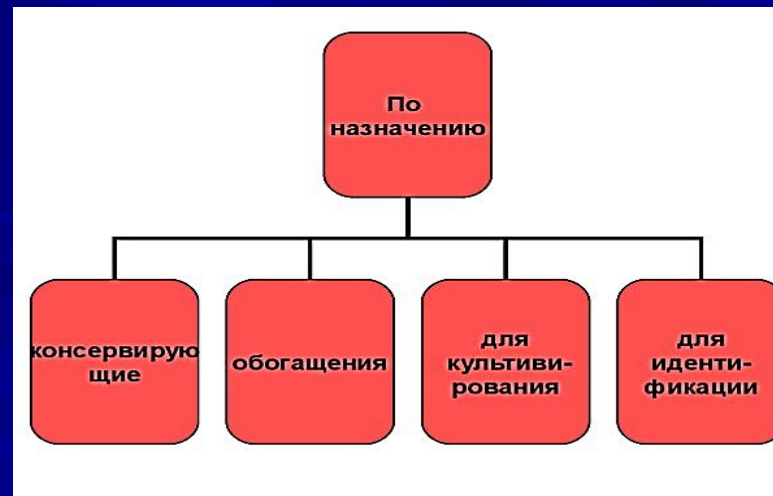 По
назначению
консервирую
щие
обогащения
для
культиви-
рования
для
иденти-
фикации